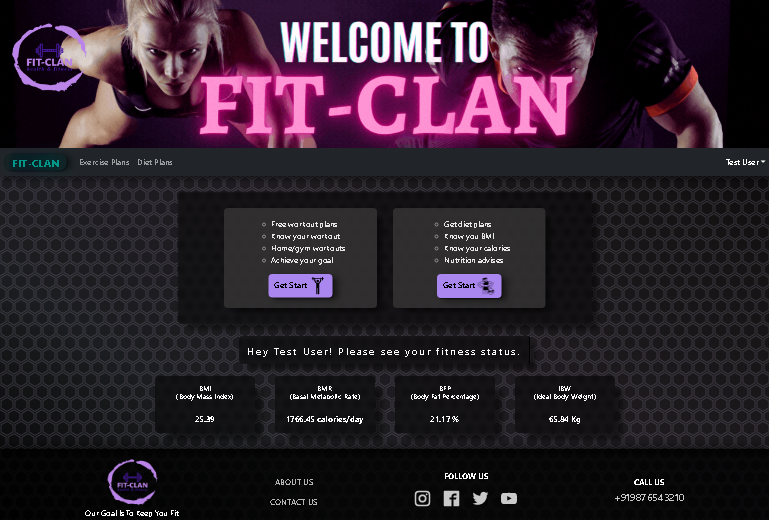 WELCOME TO
FIT-CLAN
FIT-CLAN
FIT-CLAN
Exercise Plans
Diet Plans
Test User
Free workout plans
Know your workout
Home/gym workouts
Achieve your goal
Get Start
Get diet plans
Know you BMI
Know your calories
Nutrition advises
Get Start
Hey Test User! Please see your fitness status.
BMI
(Body Mass Index)
25.39
BMR
(Basal Metabolic Rate)
1766.45 calories/day
BFP
(Body Fat Percentage)
21.17 %
IBW
(Ideal Body Weight)
65.84 Kg
FIT-CLAN
Our Goal Is To Keep You Fit
ABOUT US
CONTACT US
FOLLOW US
CALL US
+919876543210